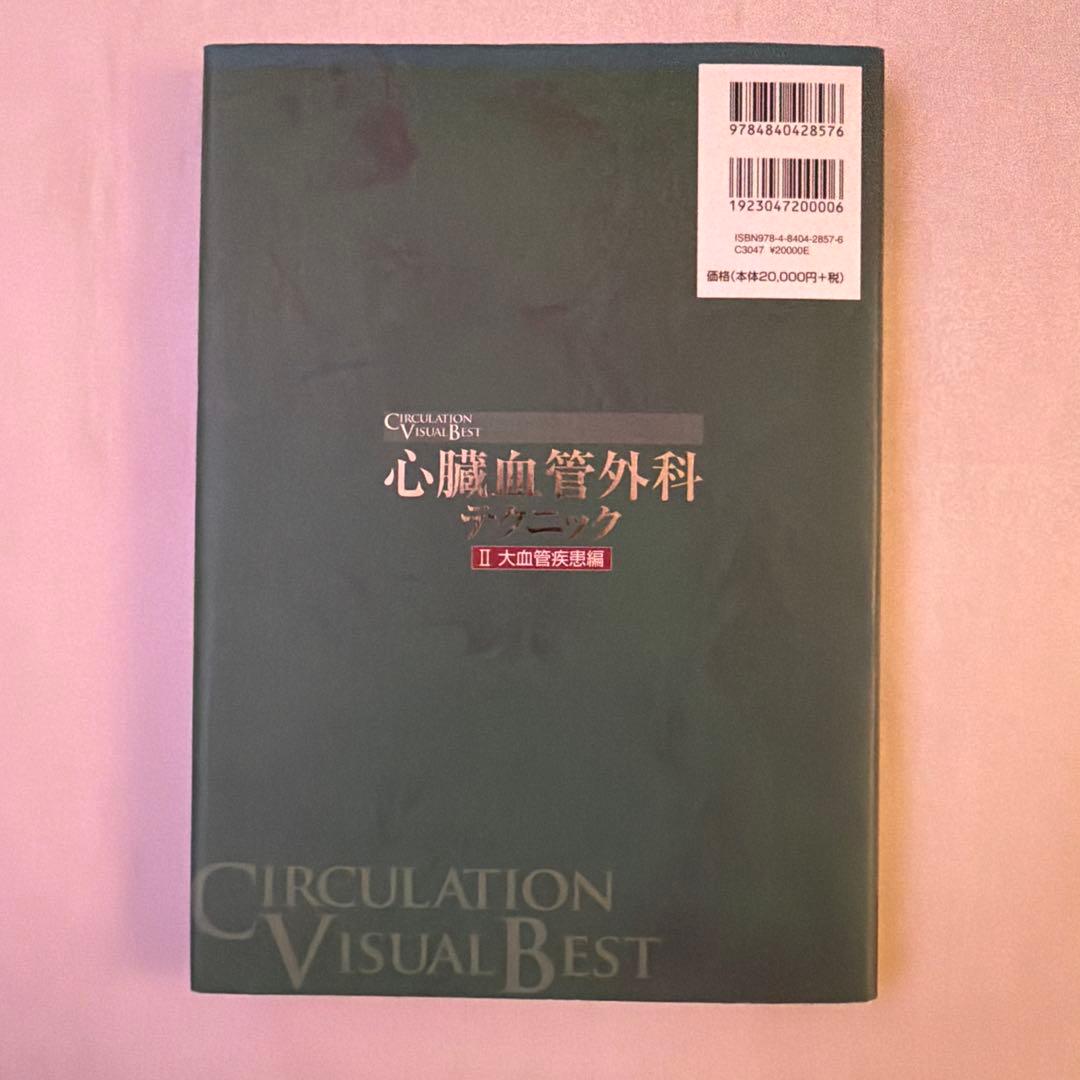 9784840428576
1923047200006
ISBN978-4-8404-2857-6
C3047 ¥20000E
価格(本体20,000円+税)
CIRCULATION
VISUAL BEST
心臓血管外科
テクニック
II 大血管疾患編
CIRCULATION
VISUAL BEST